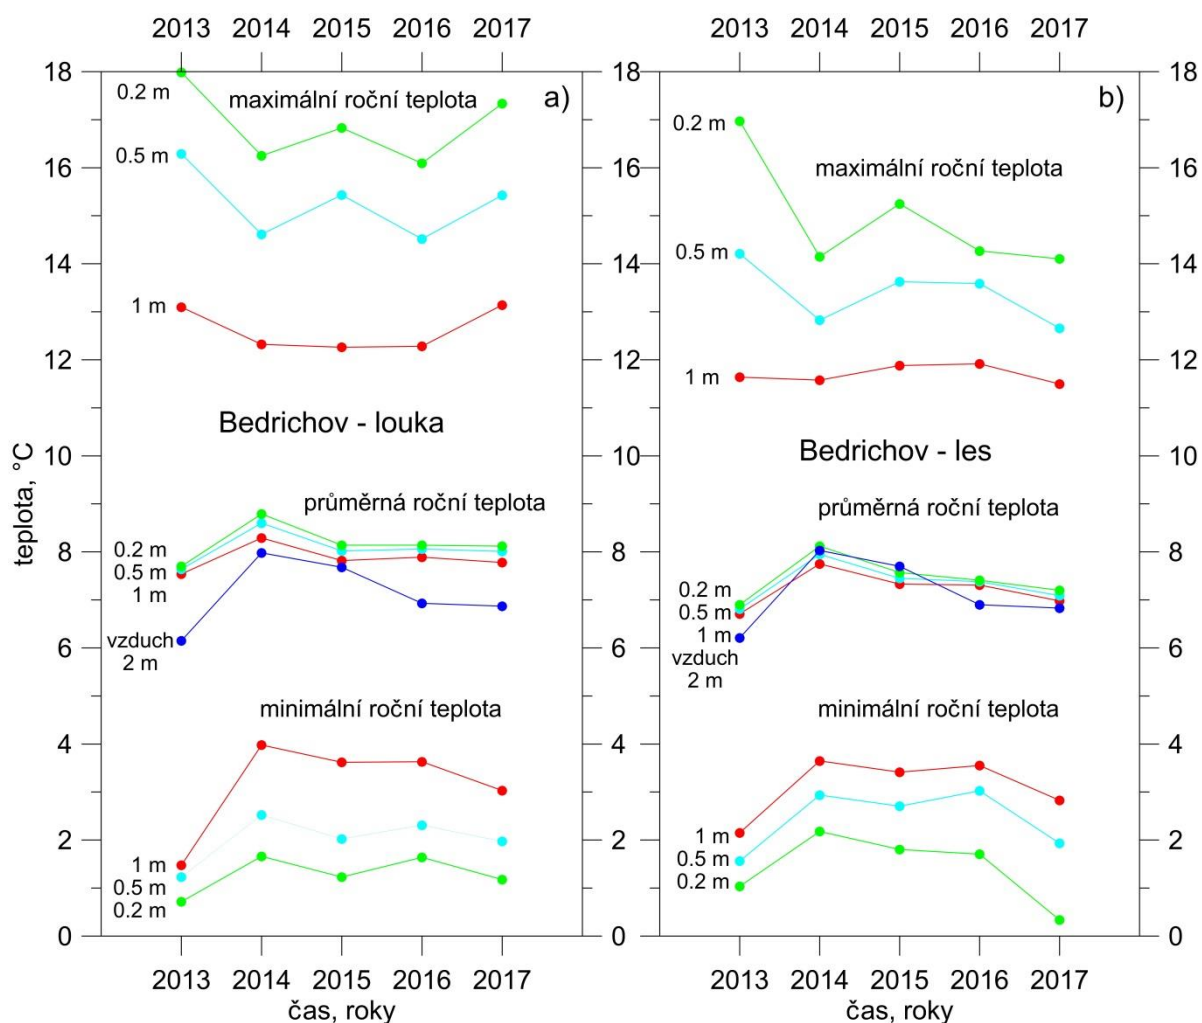 2013 2014 2015 2016 2017
18
16
14
12
10
8
6
4
2
0
teplota, °C
a)
0.2 m
maximální roční teplota
0.5 m
1 m
Bedrichov - louka
průměrná roční teplota
0.2 m
0.5 m
1 m
vzduch
2 m
minimální roční teplota
1 m
0.5 m
0.2 m
2013 2014 2015 2016 2017
čas, roky
2013 2014 2015 2016 2017
18 18
16 16
14 14
12 12
10 10
8 8
6 6
4 4
2 2
0 0
b)
0.2 m
maximální roční teplota
0.5 m
1 m
Bedrichov - les
průměrná roční teplota
0.2 m
0.5 m
1 m
vzduch
2 m
minimální roční teplota
1 m
0.5 m
0.2 m
2013 2014 2015 2016 2017
čas, roky